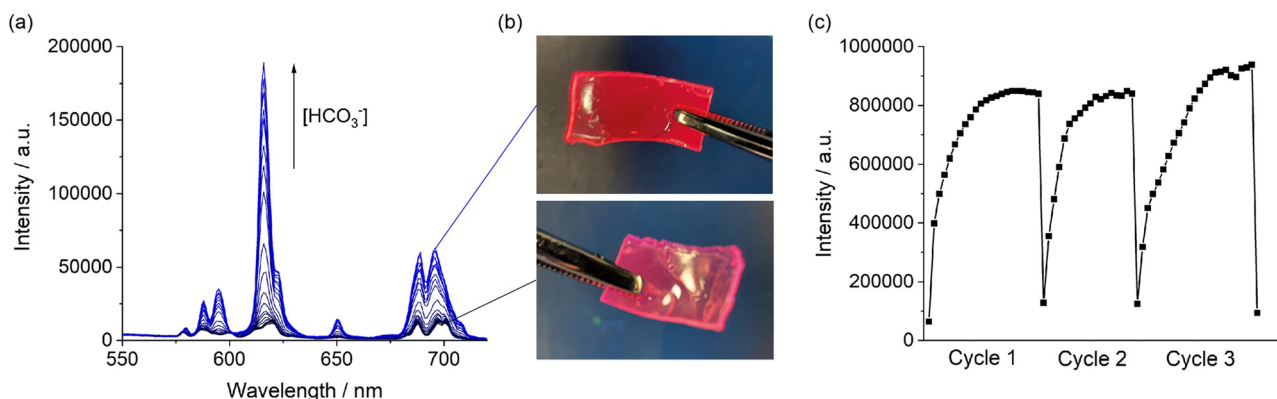 (a)
200000
150000
100000
50000
0
Intensity / a.u.
[HCO₃⁻]
550
600
650
700
Wavelength / nm
(b)
(c)
1000000
800000
600000
400000
200000
0
Intensity / a.u.
Cycle 1
Cycle 2
Cycle 3